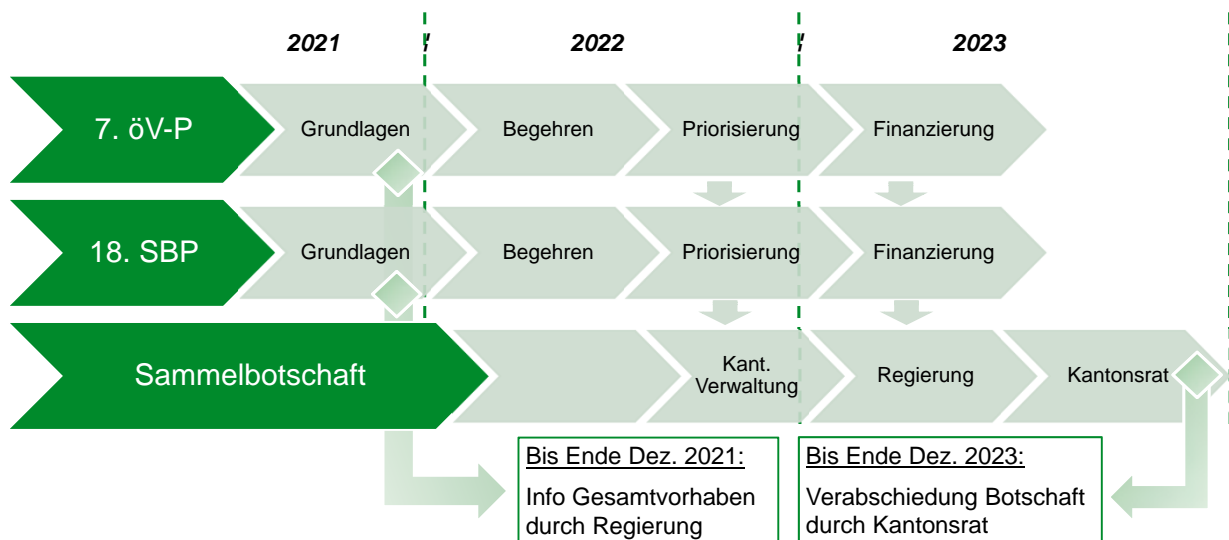 2021 2022 2023
7. öV-P Grundlagen Begehren Priorisierung Finanzierung
18. SBP Grundlagen Begehren Priorisierung Finanzierung
Sammelbotschaft Kant.
Verwaltung Regierung Kantonsrat
Bis Ende Dez. 2021:
Info Gesamtvorhaben
durch Regierung
Bis Ende Dez. 2023:
Verabschiedung Botschaft
durch Kantonsrat